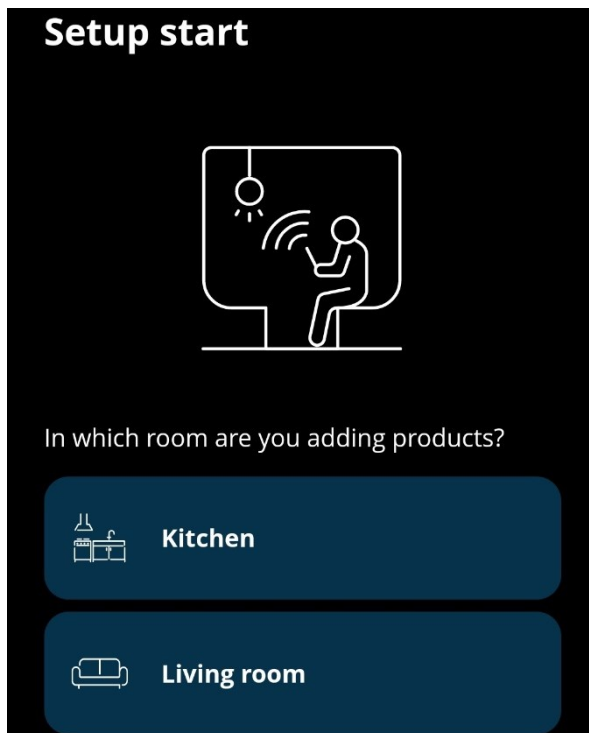 Setup start
In which room are you adding products?
Kitchen
Living room